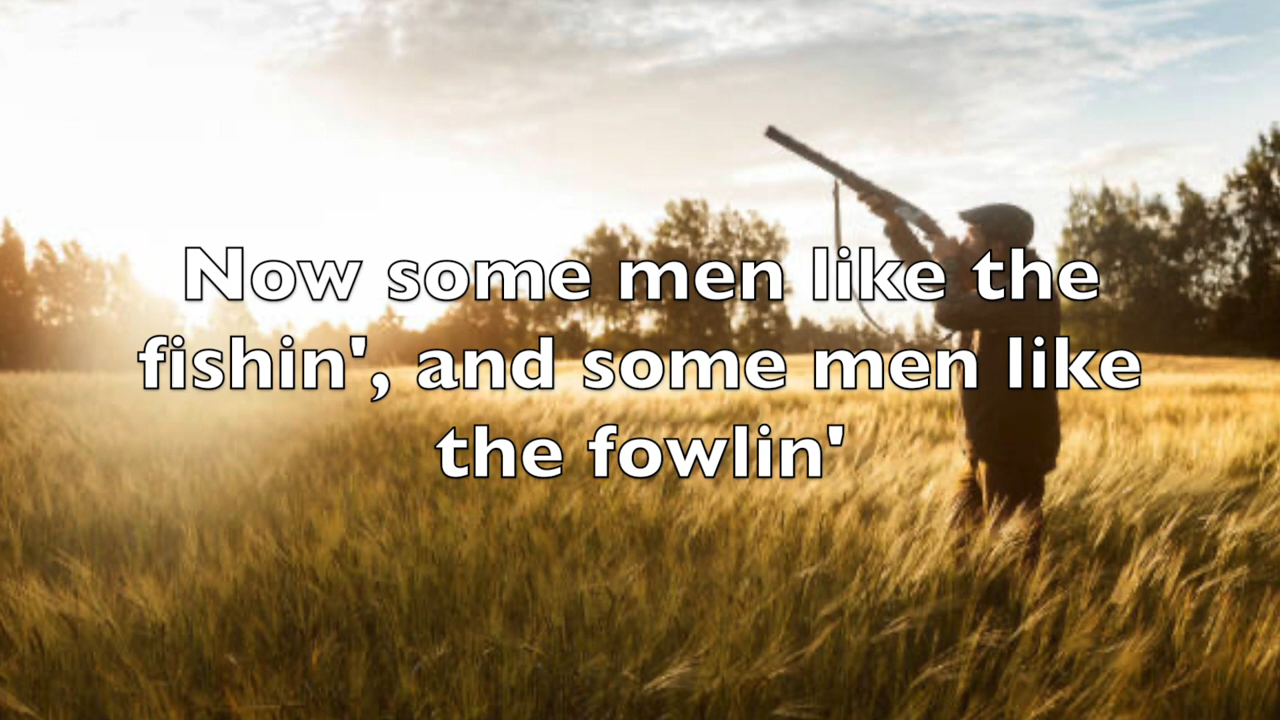 Now some men like the
fishin', and some men like
the fowlin'